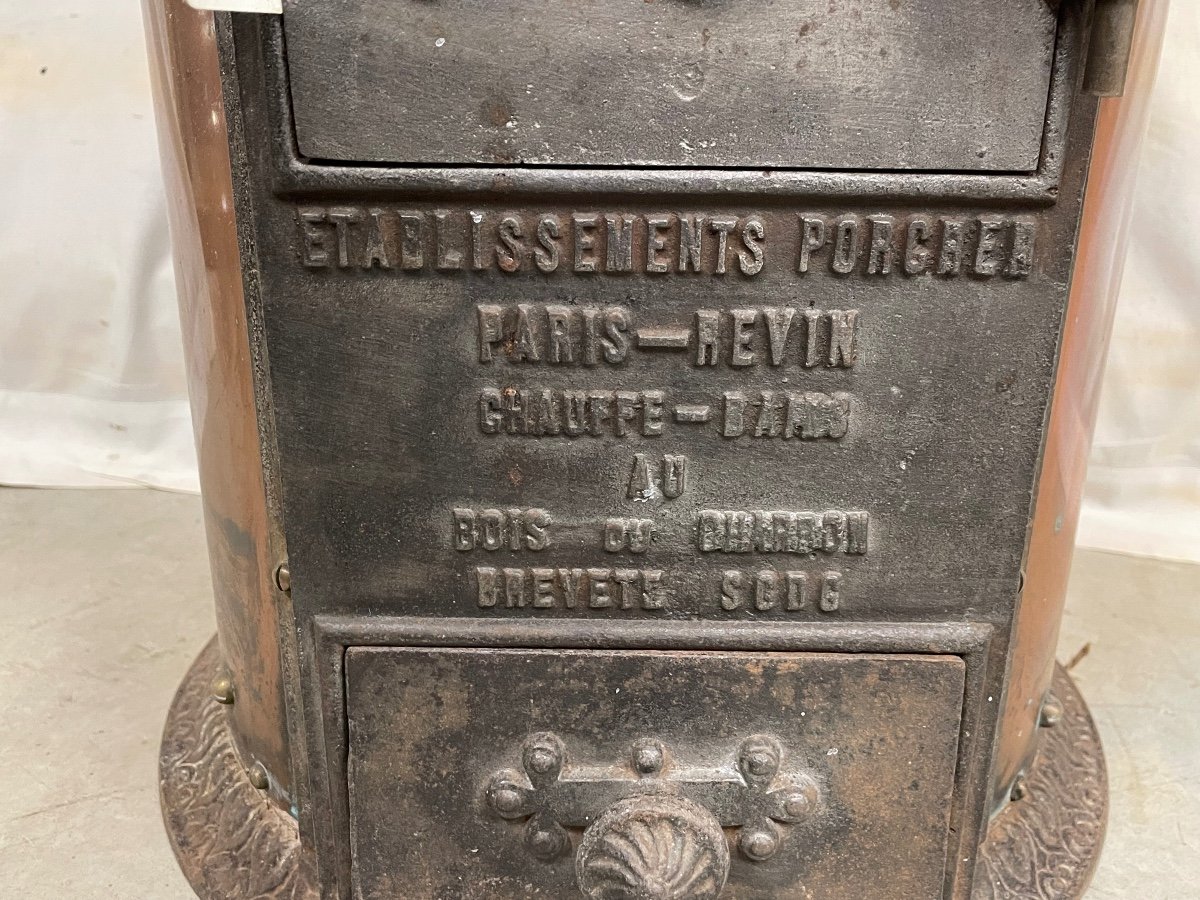 ETABLISSEMENTS PORCHER
PARIS-REVIN
CHAUFFE-BAINS
AU
BOIS OU CHARBON
BREVETE SGDG